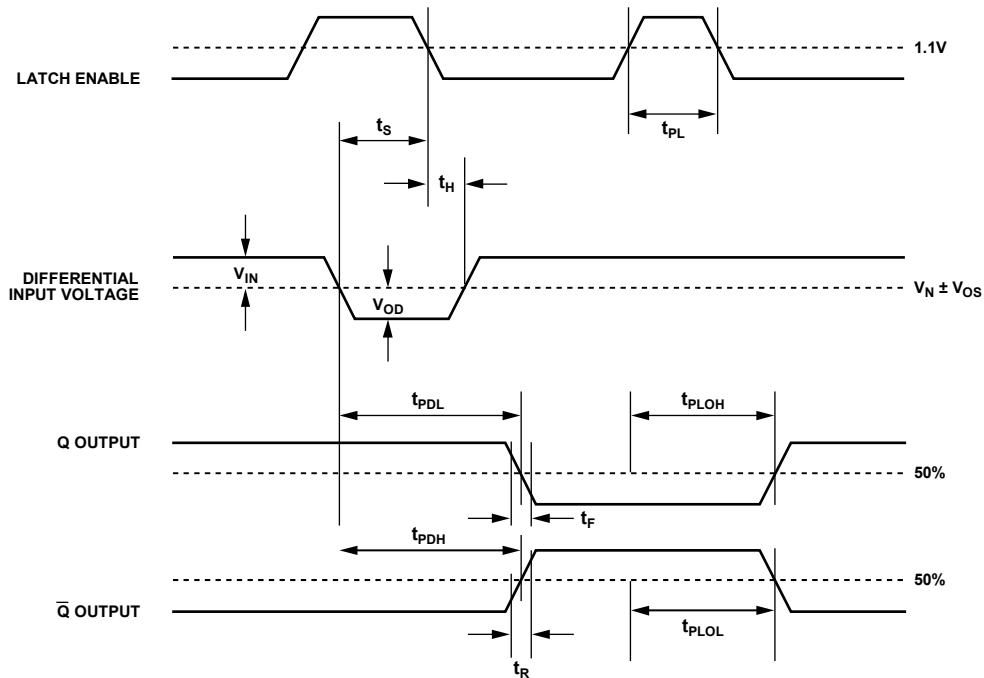 1.1V
LATCH ENABLE
tS
tPL
tH
VIN
DIFFERENTIAL
INPUT VOLTAGE
VN ± VOS
VOD
tPDL
tPLOH
Q OUTPUT
50%
tF
tPDH
50%
Q̅ OUTPUT
tPLOL
tR